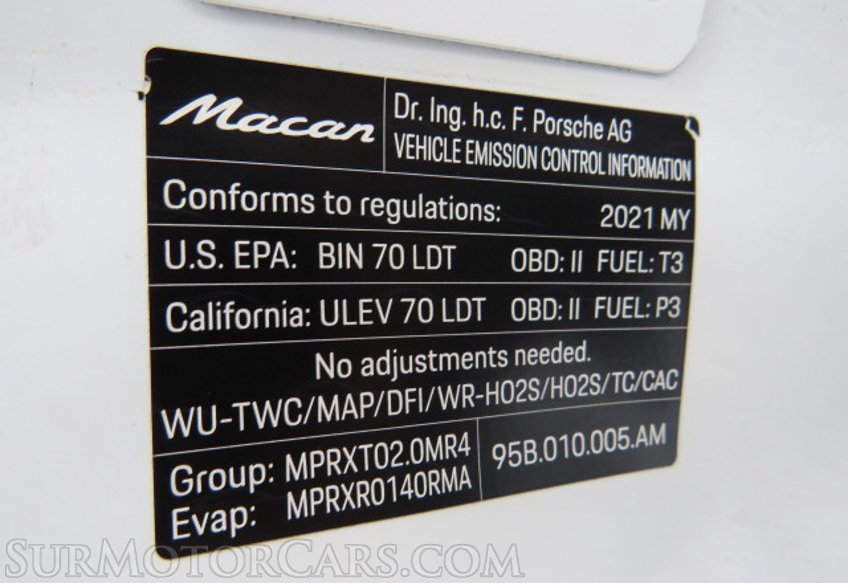 Macan
Dr. Ing. h.c. F. Porsche AG
VEHICLE EMISSION CONTROL INFORMATION
Conforms to regulations: 2021 MY
U.S. EPA: BIN 70 LDT OBD: II FUEL: T3
California: ULEV 70 LDT OBD: II FUEL: P3
No adjustments needed.
WU-TWC/MAP/DFI/WR-HO2S/HO2S/TC/CAC
Group: MPRXT02.0MR4
Evap: MPRXR0140RMA
95B.010.005.AM
SURMOTORCARS.COM